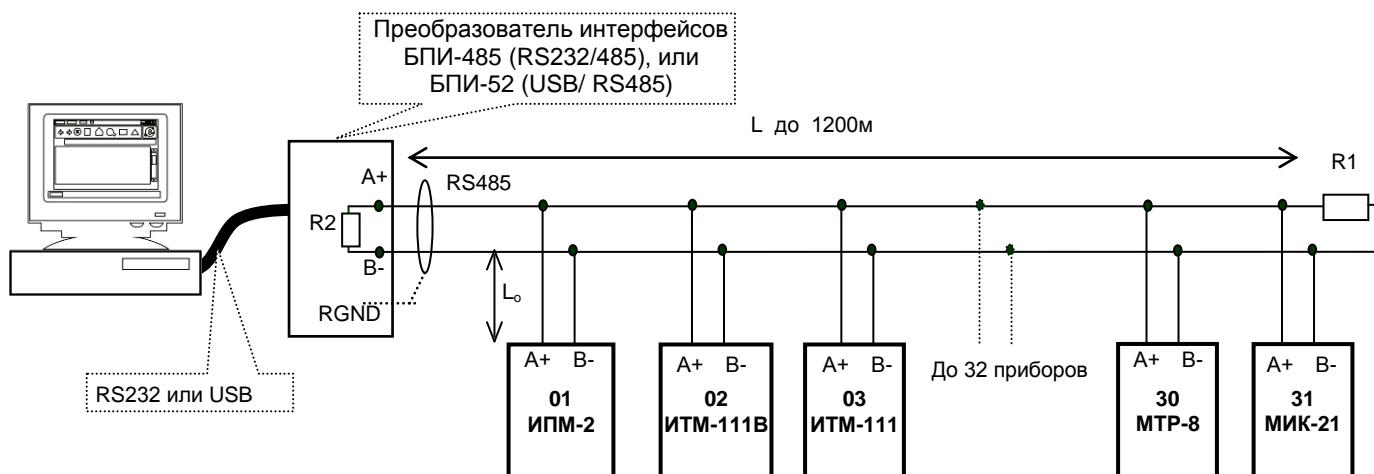 Преобразователь интерфейсов
БПИ-485 (RS232/485), или
БПИ-52 (USB/ RS485)
L до 1200м
R1
A+
RS485
R2
B-
RGND
Lo
RS232 или USB
До 32 приборов
A+ B-
01
ИПМ-2
A+ B-
02
ИТМ-111В
A+ B-
03
ИТМ-111
A+ B-
30
МТР-8
A+ B-
31
МИК-21